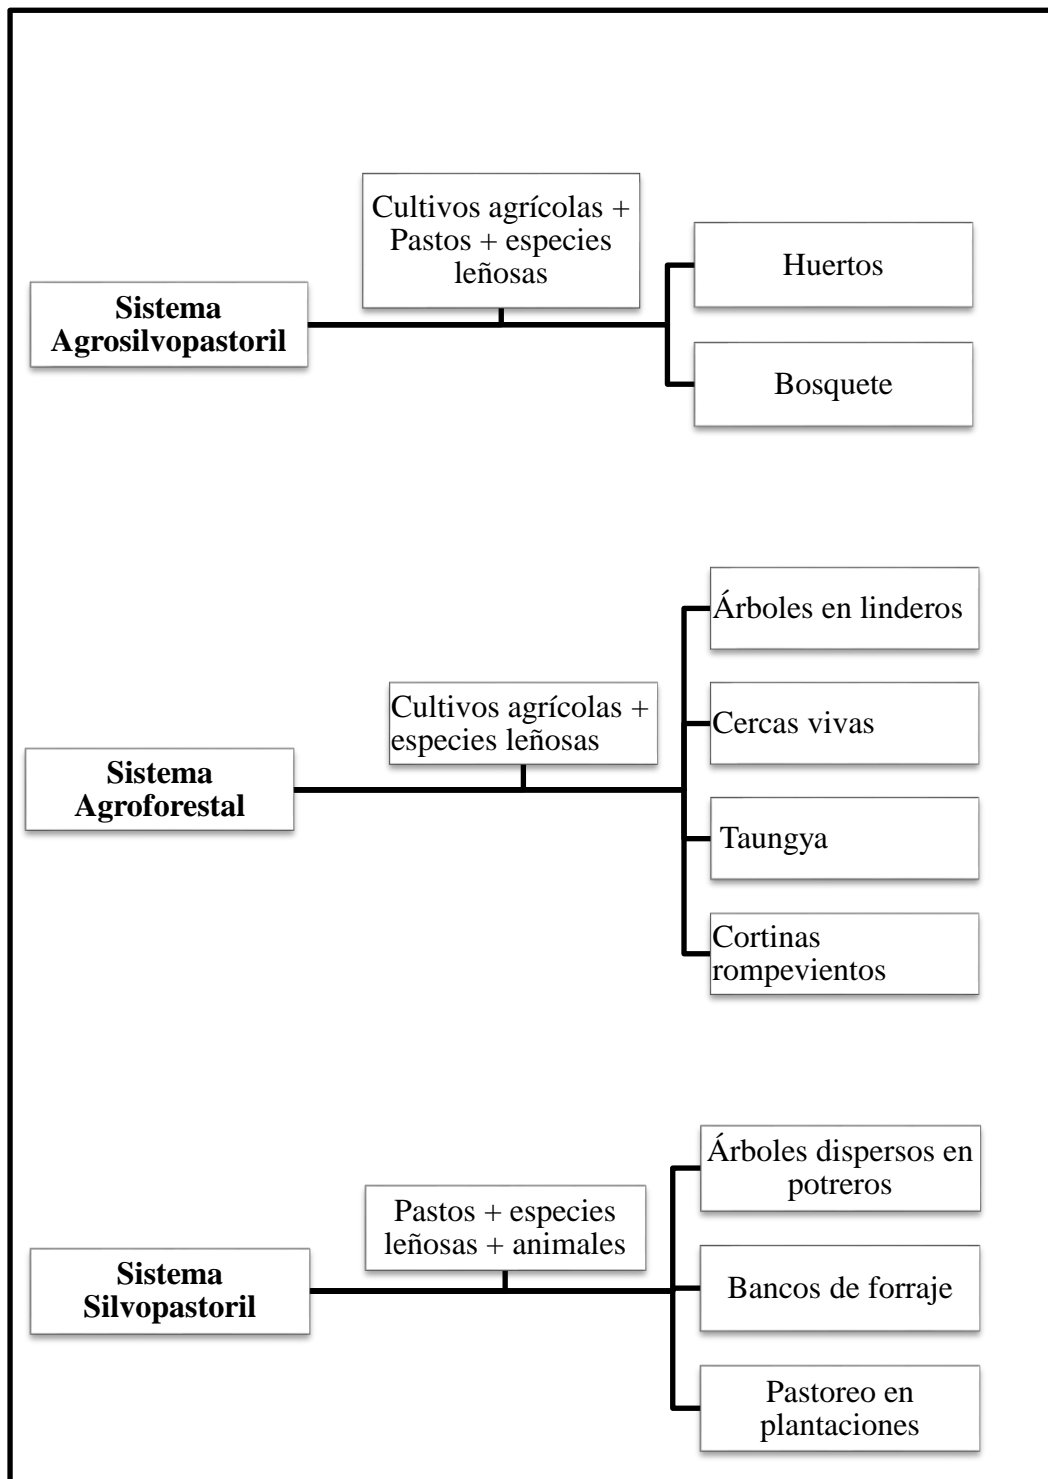 Cultivos agrícolas +
Pastos + especies
leñosas
Sistema
Agrosilvopastoril
Huertos
Bosquete
Cultivos agrícolas +
especies leñosas
Sistema
Agroforestal
Árboles en linderos
Cercas vivas
Taungya
Cortinas
rompevientos
Pastos + especies
leñosas + animales
Sistema
Silvopastoril
Árboles dispersos en
potreros
Bancos de forraje
Pastoreo en
plantaciones